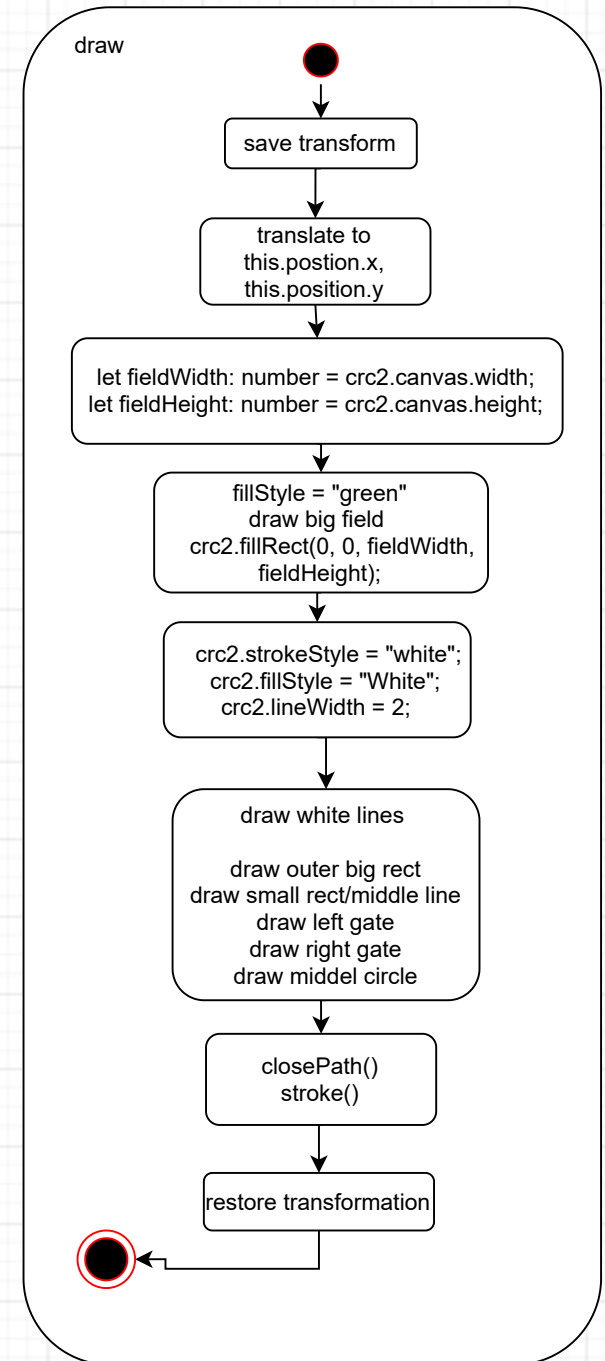 draw
save transform
translate to
this.postion.x,
this.position.y
let fieldWidth: number = crc2.canvas.width;
let fieldHeight: number = crc2.canvas.height;
fillStyle = "green"
draw big field
crc2.fillRect(0, 0, fieldWidth,
fieldHeight);
crc2.strokeStyle = "white";
crc2.fillStyle = "White";
crc2.lineWidth = 2;
draw white lines
draw outer big rect
draw small rect/middle line
draw left gate
draw right gate
draw middel circle
closePath()
stroke()
restore transformation